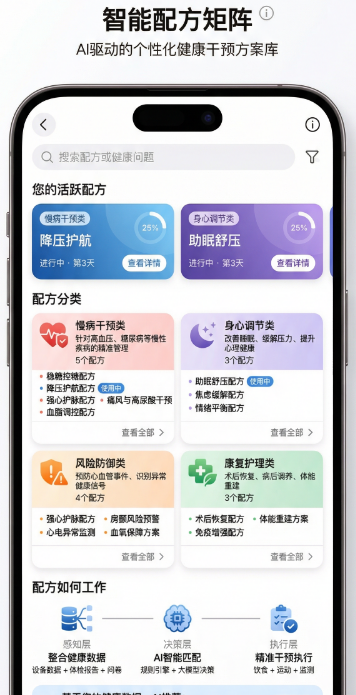 智能配方矩阵
AI驱动的个性化健康干预方案库
搜索配方或健康问题
您的活跃配方
慢病干预类
25%
降压护航
进行中 · 第3天
查看详情
身心调节类
25%
助眠舒压
进行中 · 第3天
查看详情
配方分类
慢病干预类
针对高血压、糖尿病等慢性
疾病的精准管理
5个配方
• 稳糖控糖配方
• 降压护航配方 使用中
• 强心护脉配方 • 痛风与高尿酸干预
• 血脂调控配方
查看全部 >
身心调节类
改善睡眠、缓解压力、提升
心理健康
3个配方
• 助眠舒压配方 使用中
• 焦虑缓解配方
• 情绪平衡配方
查看全部 >
风险防御类
预防心血管事件、识别异常
健康信号
4个配方
• 强心护脉配方 • 房颤风险预警
• 心电异常监测 • 血氧保障方案
查看全部 >
康复护理类
术后恢复、病后调养、体能
重建
3个配方
• 术后恢复配方 • 体能重建方案
• 免疫增强配方
查看全部 >
配方如何工作
感知层
整合健康数据
设备数据 + 体检报告 + 问卷
决策层
AI智能匹配
规则引擎 + 大模型决策
执行层
精准干预执行
饮食 + 运动 + 监测